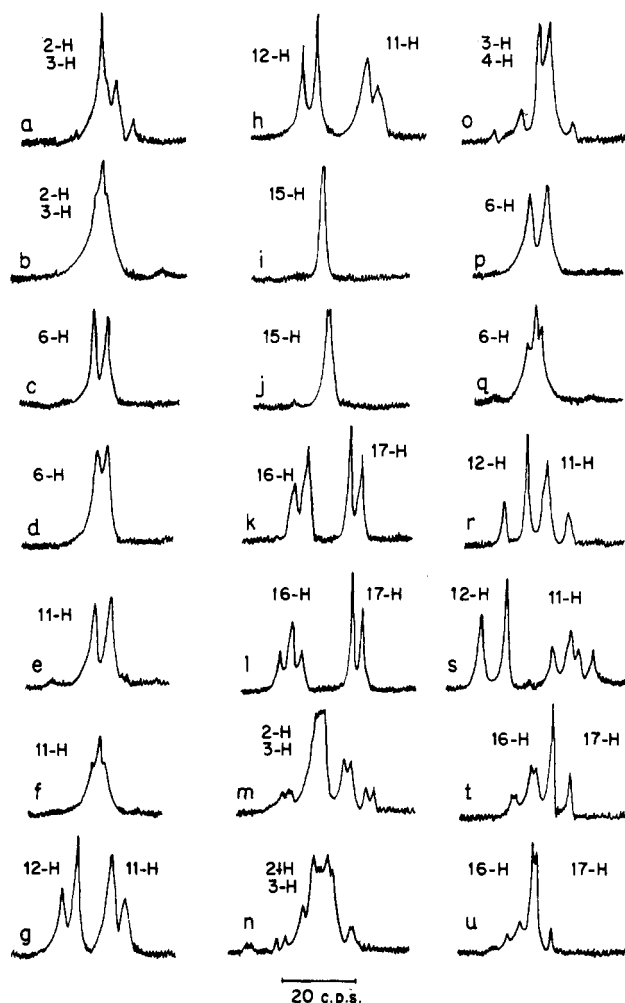 2-H
3-H
a
2-H
3-H
b
6-H
c
6-H
d
11-H
e
11-H
f
12-H 11-H
g
12-H 11-H
h
15-H
i
15-H
j
16-H 17-H
k
16-H 17-H
l
2-H
3-H
m
2-H
3-H
n
20 c.p.s.
3-H
4-H
o
6-H
p
6-H
q
12-H 11-H
r
12-H 11-H
s
16-H 17-H
t
16-H 17-H
u